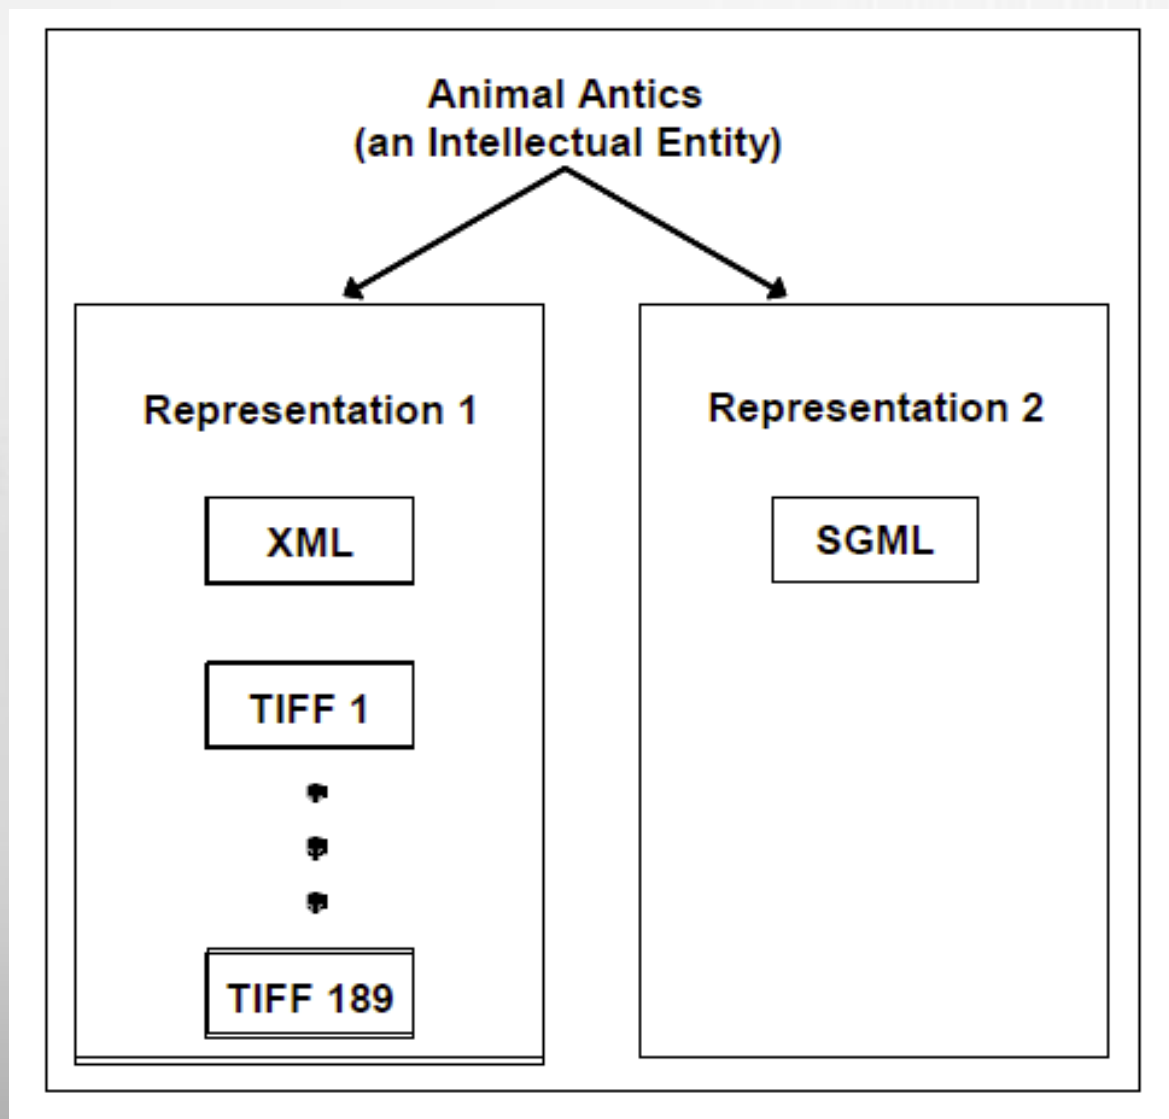 Animal Antics
(an Intellectual Entity)
Representation 1
XML
TIFF 1
TIFF 189
Representation 2
SGML